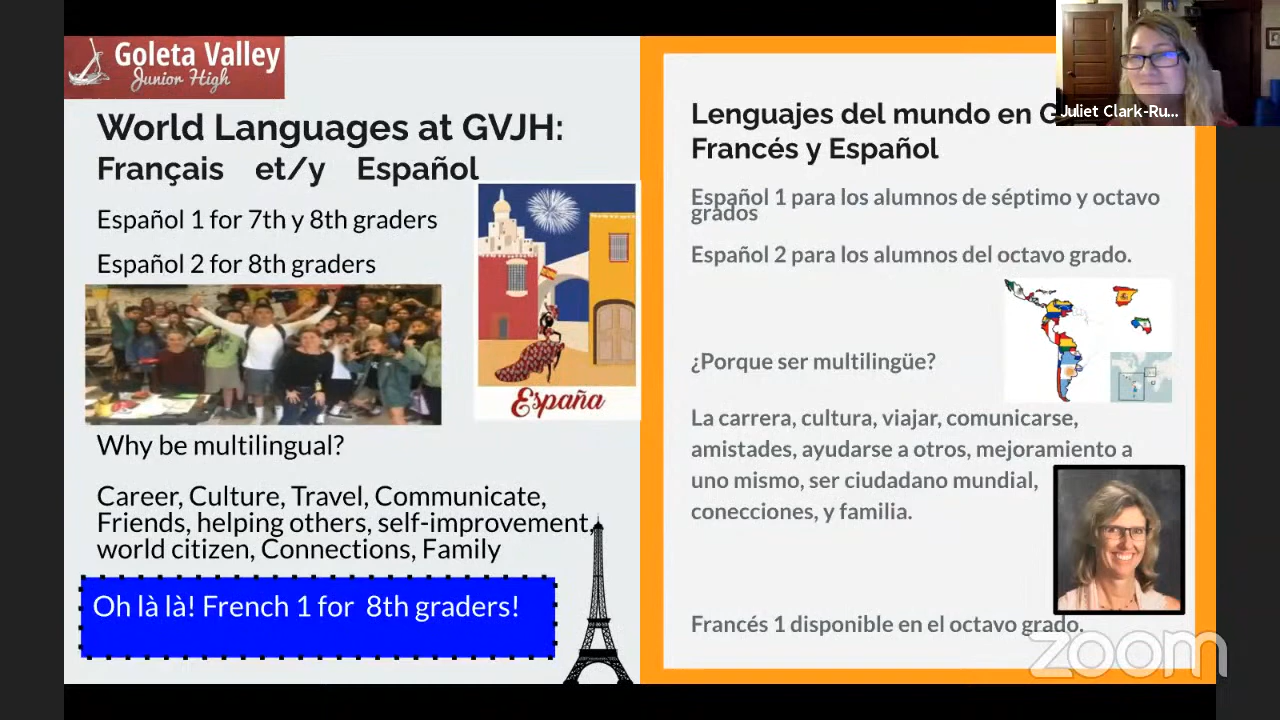 Goleta Valley
Junior High
World Languages at GVJH:
Français et/y Español
Español 1 for 7th y 8th graders
Español 2 for 8th graders
España
Why be multilingual?
Career, Culture, Travel, Communicate,
Friends, helping others, self-improvement,
world citizen, Connections, Family
Oh là là! French 1 for 8th graders!
Lenguajes del mundo en G
Francés y Español
Español 1 para los alumnos de séptimo y octavo
grados
Español 2 para los alumnos del octavo grado.
¿Porque ser multilingüe?
La carrera, cultura, viajar, comunicarse,
amistades, ayudarse a otros, mejoramiento a
uno mismo, ser ciudadano mundial,
conecciones, y familia.
Francés 1 disponible en el octavo grado.
Juliet Clark-Ru...
zoom